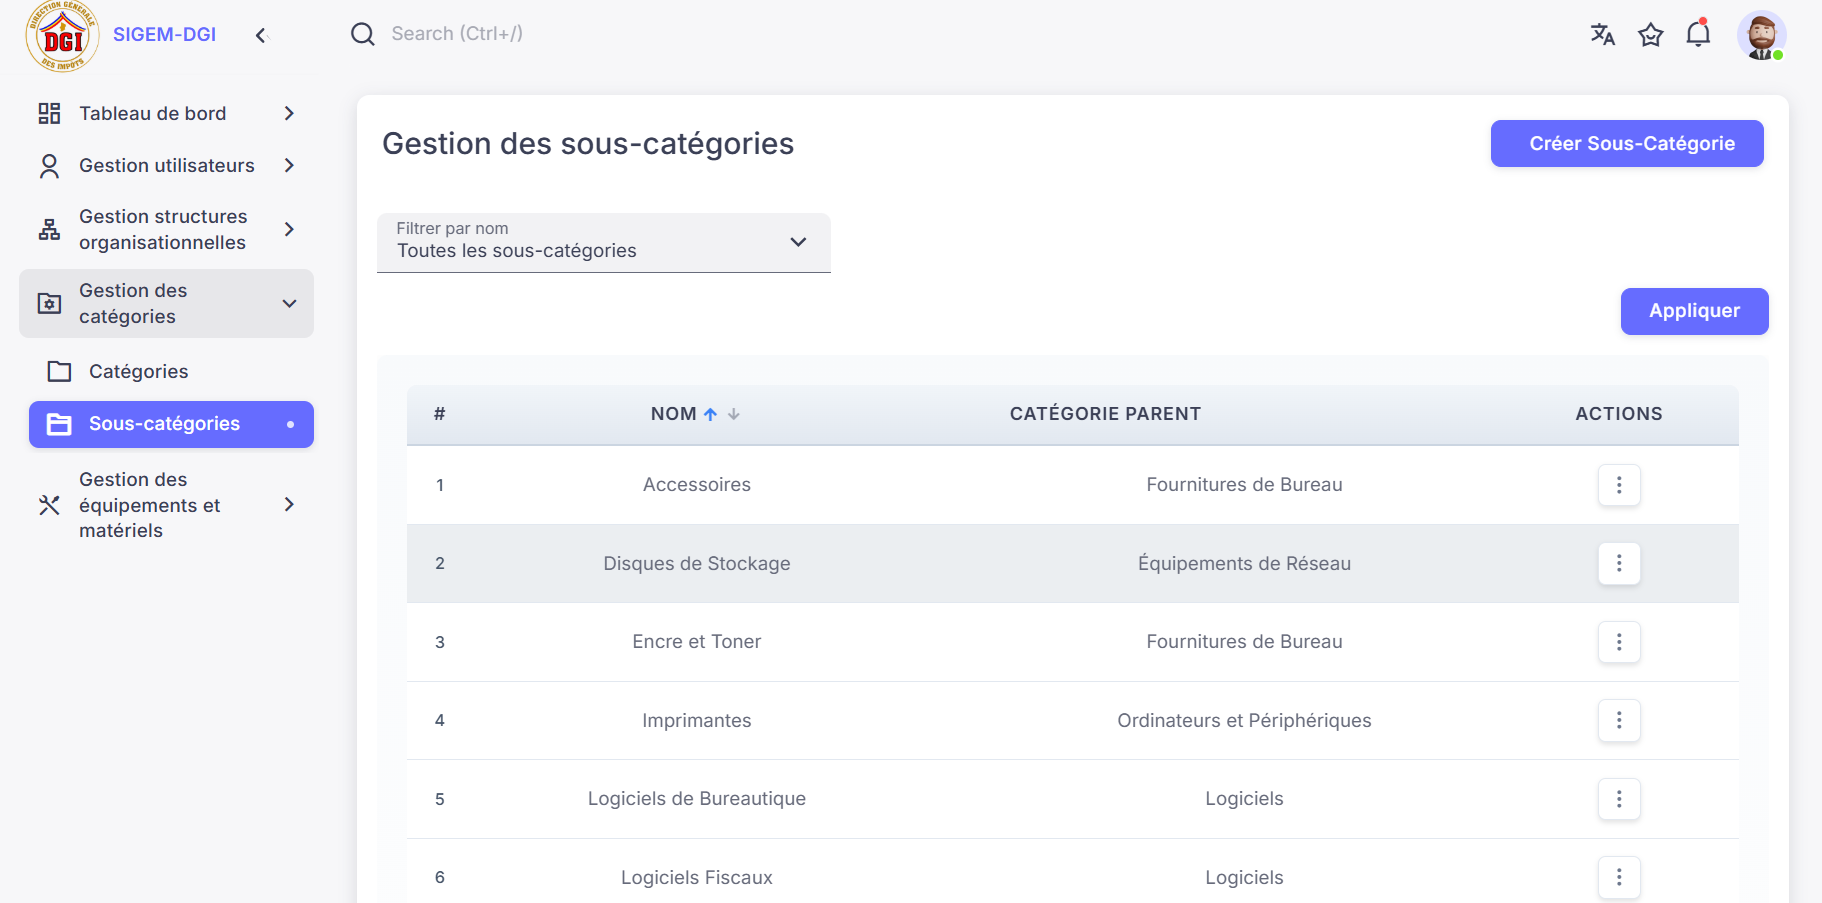 DIRECTION GÉNÉRALE
DGI
DES IMPÔTS
SIGEM-DGI
Search (Ctrl+/)
Tableau de bord
Gestion utilisateurs
Gestion structures
organisationnelles
Gestion des
catégories
Catégories
Sous-catégories
Gestion des
équipements et
matériels
Gestion des sous-catégories
Créer Sous-Catégorie
Filtrer par nom
Toutes les sous-catégories
Appliquer
# NOM CATÉGORIE PARENT ACTIONS
1 Accessoires Fournitures de Bureau
2 Disques de Stockage Équipements de Réseau
3 Encre et Toner Fournitures de Bureau
4 Imprimantes Ordinateurs et Périphériques
5 Logiciels de Bureautique Logiciels
6 Logiciels Fiscaux Logiciels